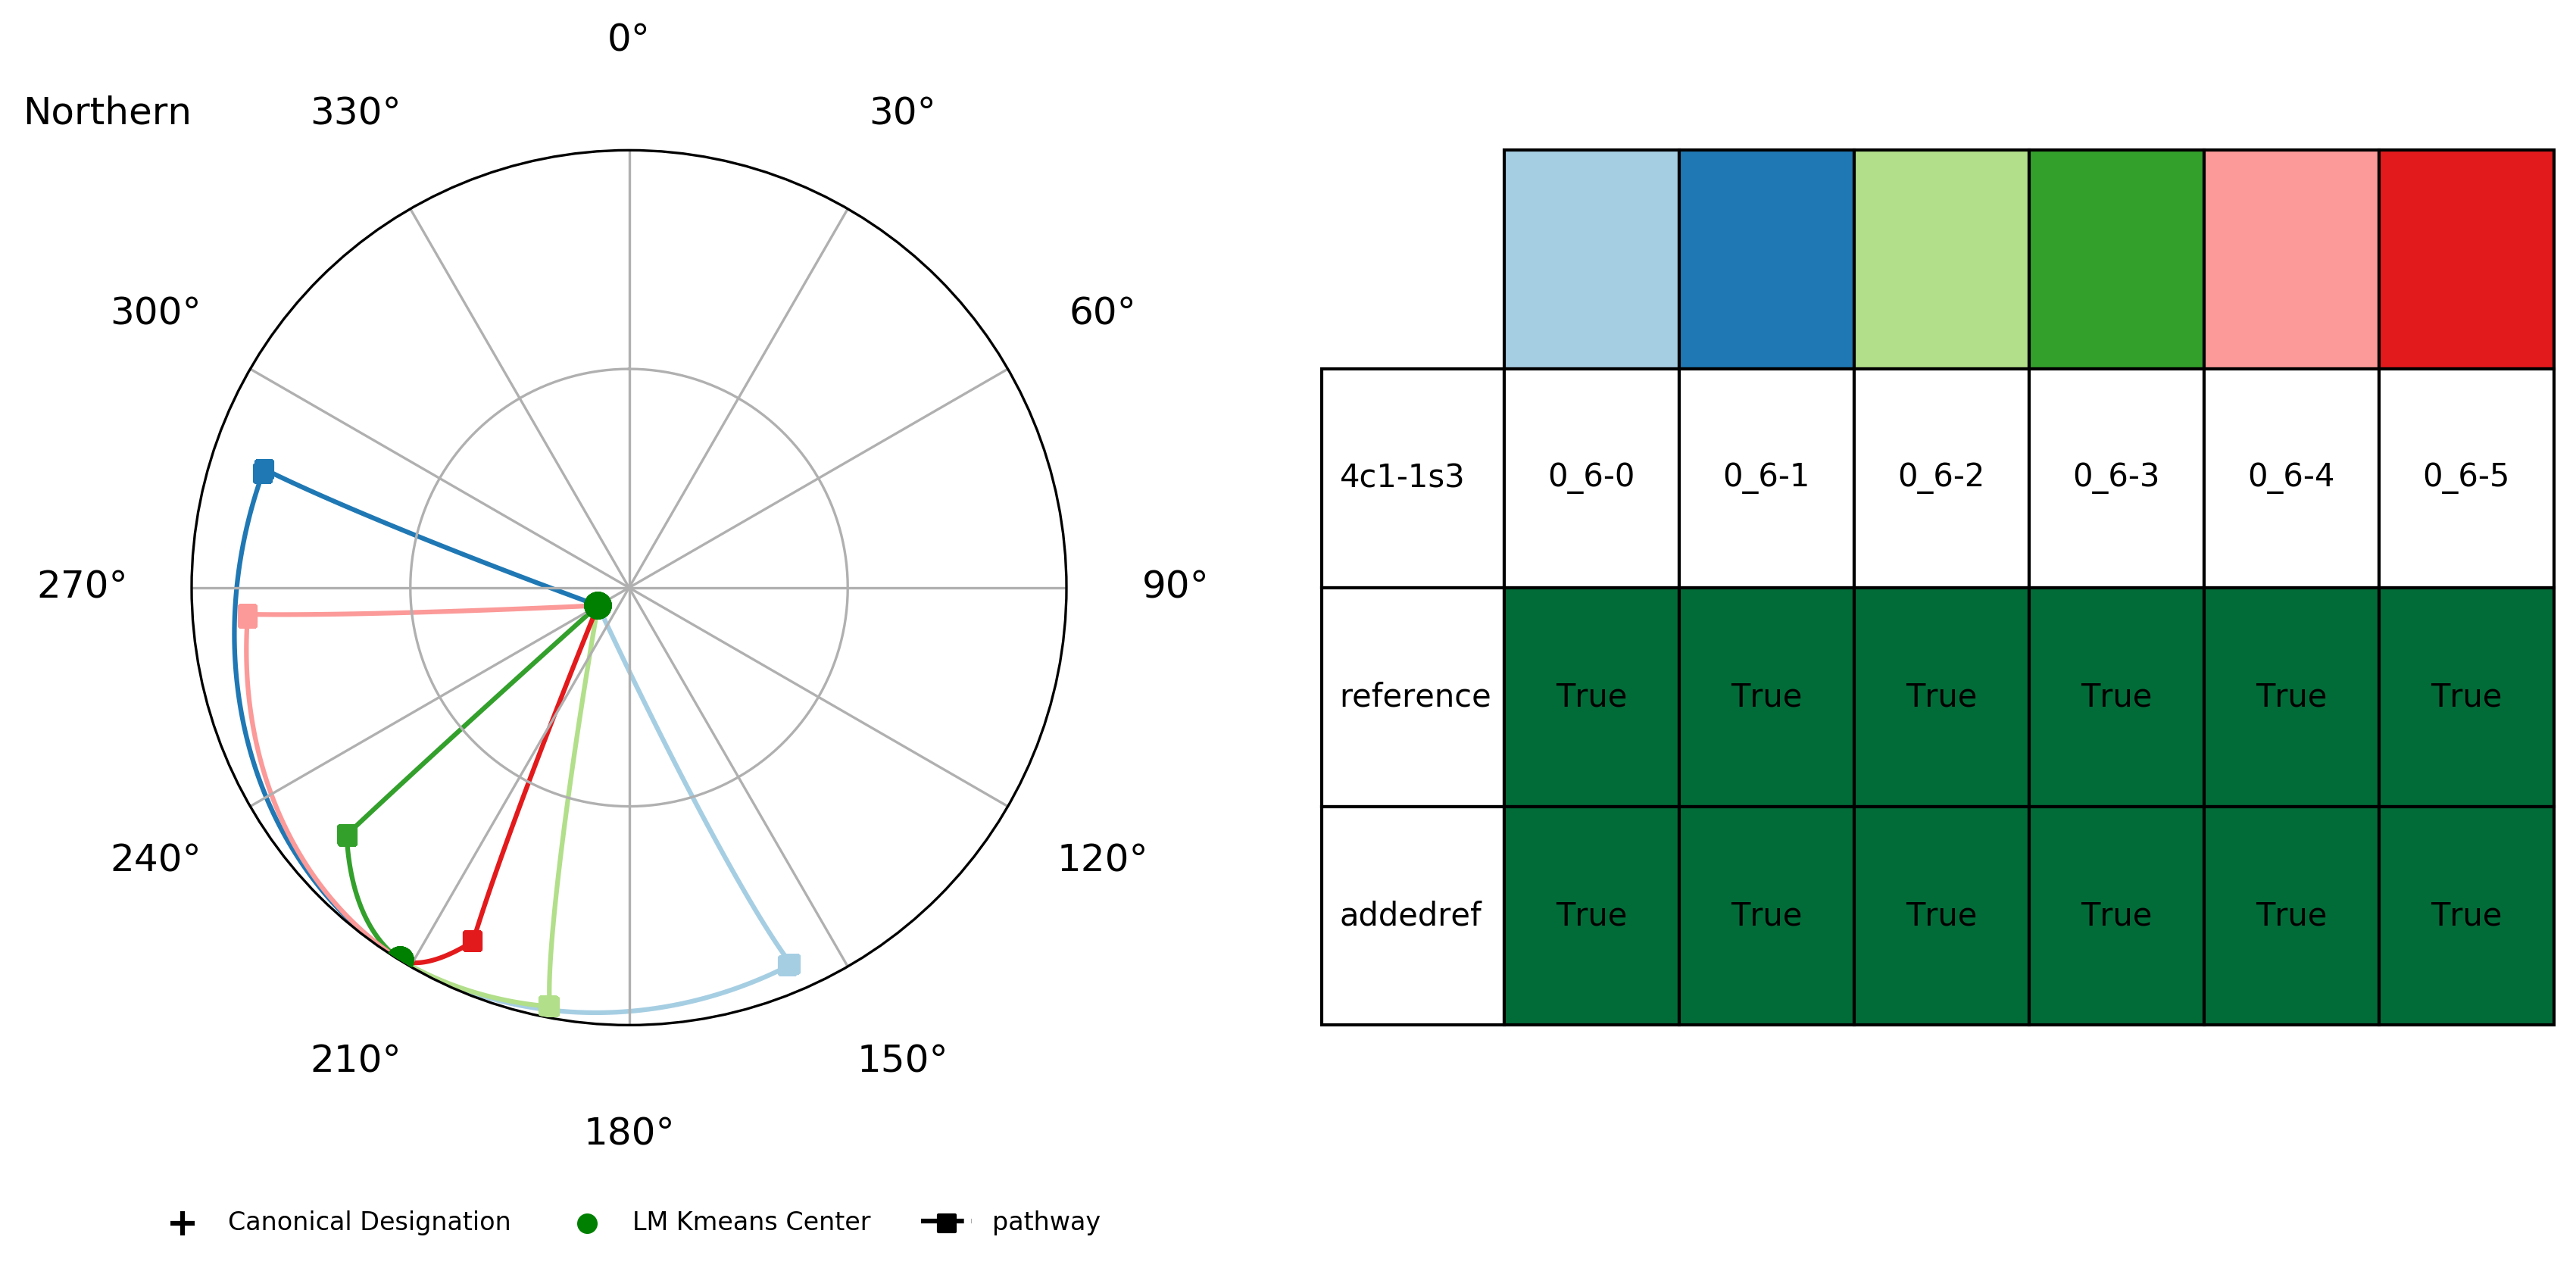 0°
Northern
330°
30°
300°
60°
270°
90°
240°
120°
210°
150°
180°
Canonical Designation
LM Kmeans Center
pathway
4c1-1s3 0_6-0 0_6-1 0_6-2 0_6-3 0_6-4 0_6-5
reference True True True True True True
addedref True True True True True True